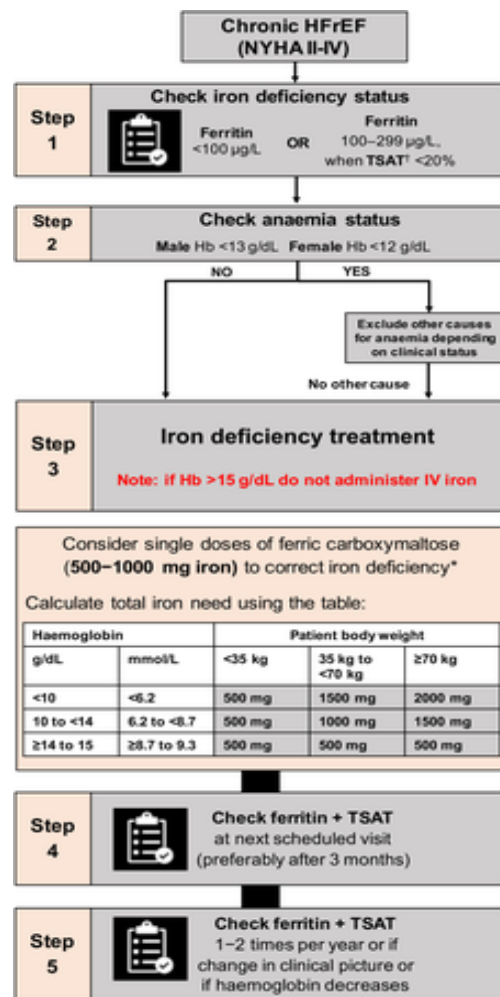 Chronic HFrEF
(NYHA II-IV)
Step
1
Check iron deficiency status
Ferritin
<100 µg/L
OR
Ferritin
100–299 µg/L,
when TSAT† <20%
Step
2
Check anaemia status
Male Hb <13 g/dL Female Hb <12 g/dL
NO
YES
Exclude other causes
for anaemia depending
on clinical status
No other cause
Step
3
Iron deficiency treatment
Note: if Hb >15 g/dL do not administer IV iron
Consider single doses of ferric carboxymaltose
(500−1000 mg iron) to correct iron deficiency*
Calculate total iron need using the table:
Haemoglobin Patient body weight
g/dL mmol/L <35 kg 35 kg to <70 kg ≥70 kg
<10 <6.2 500 mg 1500 mg 2000 mg
10 to <14 6.2 to <8.7 500 mg 1000 mg 1500 mg
≥14 to 15 ≥8.7 to 9.3 500 mg 500 mg 500 mg
Step
4
Check ferritin + TSAT
at next scheduled visit
(preferably after 3 months)
Step
5
Check ferritin + TSAT
1−2 times per year or if
change in clinical picture or
if haemoglobin decreases